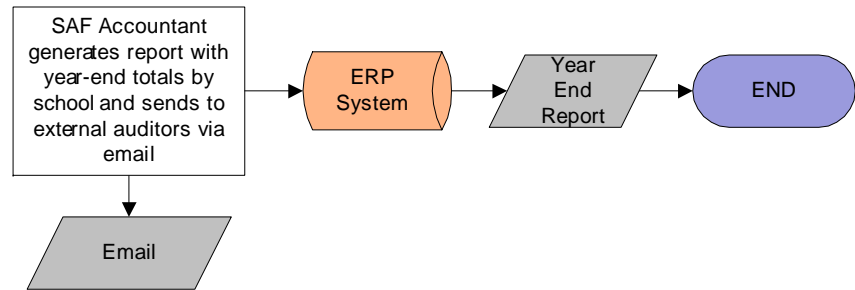 SAF Accountant
generates report with
year-end totals by
school and sends to
external auditors via
email
ERP
System
Year
End
Report
END
Email